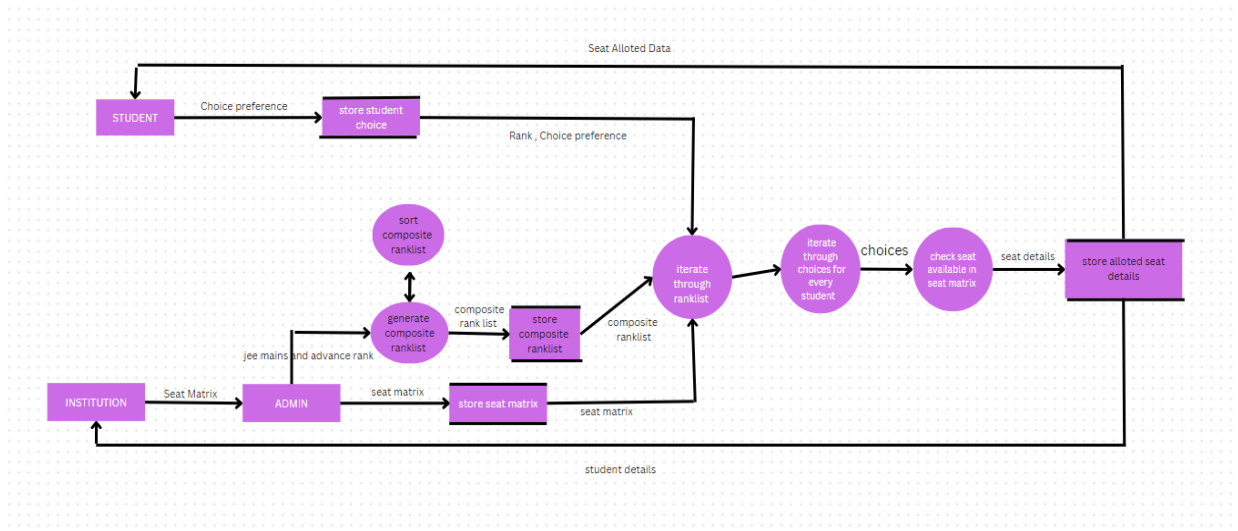 Seat Alloted Data
STUDENT
Choice preference
store student
choice
Rank , Choice preference
sort
composite
ranklist
iterate
through
ranklist
iterate
through
choices for
every
student
choices
check seat
available in
seat matrix
seat details
store alloted seat
details
generate
composite
ranklist
composite
rank list
store
composite
ranklist
composite
ranklist
jee mains and advance rank
INSTITUTION
Seat Matrix
ADMIN
seat matrix
store seat matrix
seat matrix
student details